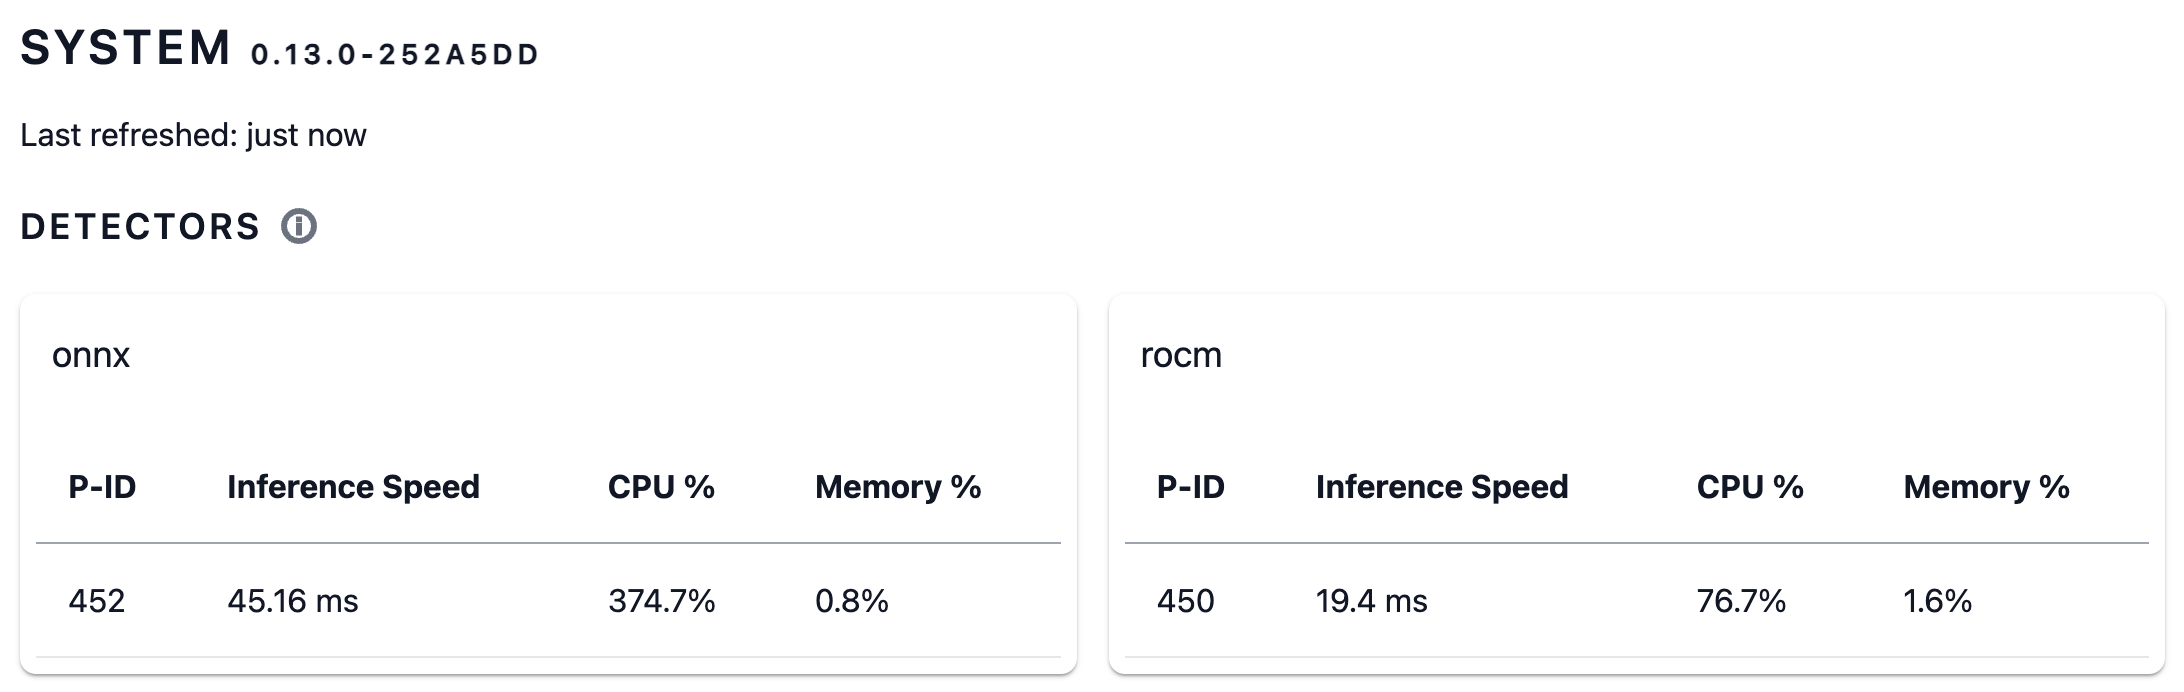 SYSTEM 0.13.0-252A5DD
Last refreshed: just now
DETECTORS
onnx
P-ID Inference Speed CPU % Memory %
452 45.16 ms 374.7% 0.8%
rocm
P-ID Inference Speed CPU % Memory %
450 19.4 ms 76.7% 1.6%